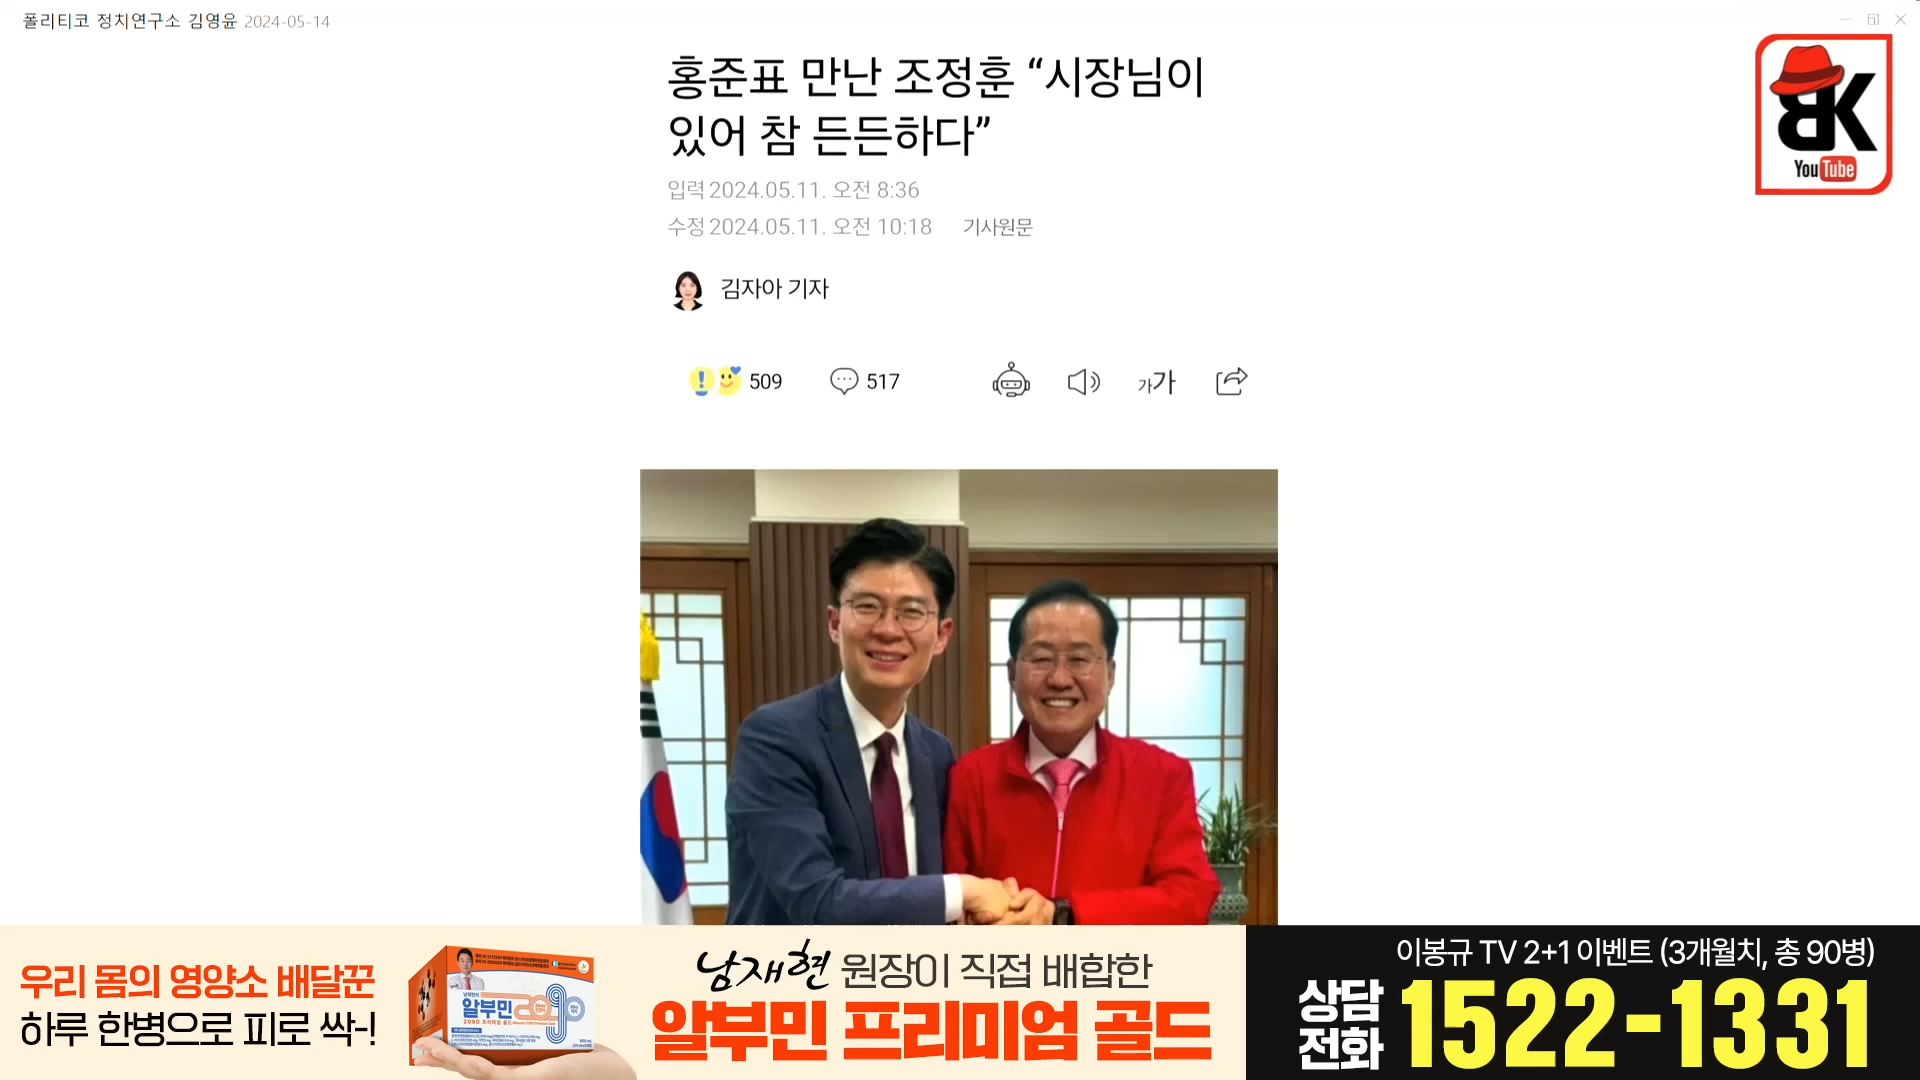 폴리티코 정치연구소 김영윤 2024-05-14
홍준표 만난 조정훈 “시장님이
있어 참 든든하다”
입력 2024.05.11. 오전 8:36
수정 2024.05.11. 오전 10:18 기사원문
김자아 기자
509 517 가가
BK
YouTube
우리 몸의 영양소 배달꾼
하루 한병으로 피로 싹-!
알부민 2090
남재현 원장이 직접 배합한
알부민 프리미엄 골드
이봉규 TV 2+1 이벤트 (3개월치, 총 90병)
상담
전화
1522-1331